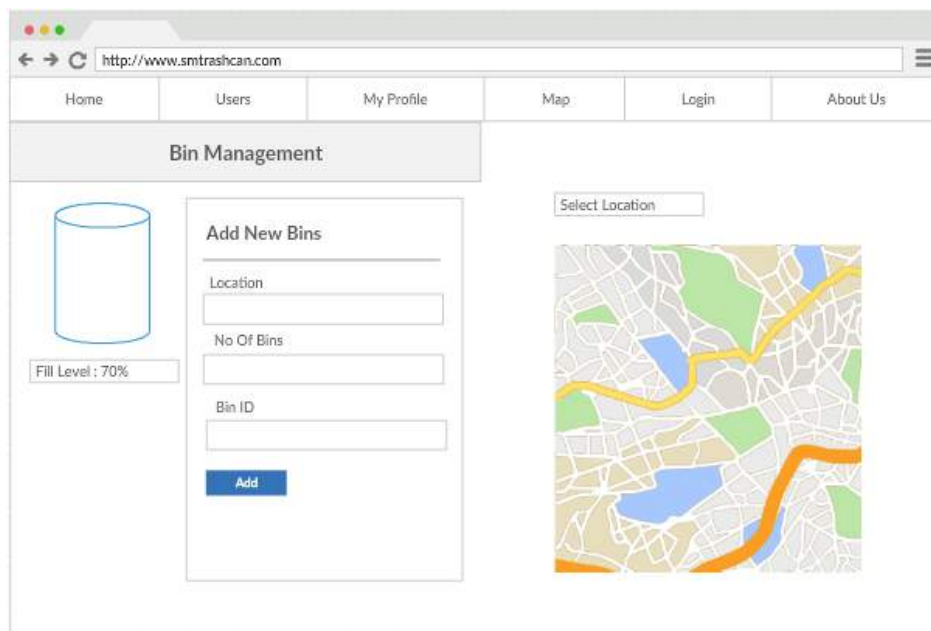 http://www.smtrashcan.com
Home Users My Profile Map Login About Us
Bin Management
Select Location
Add New Bins
Location
No Of Bins
Fill Level : 70%
Bin ID
Add